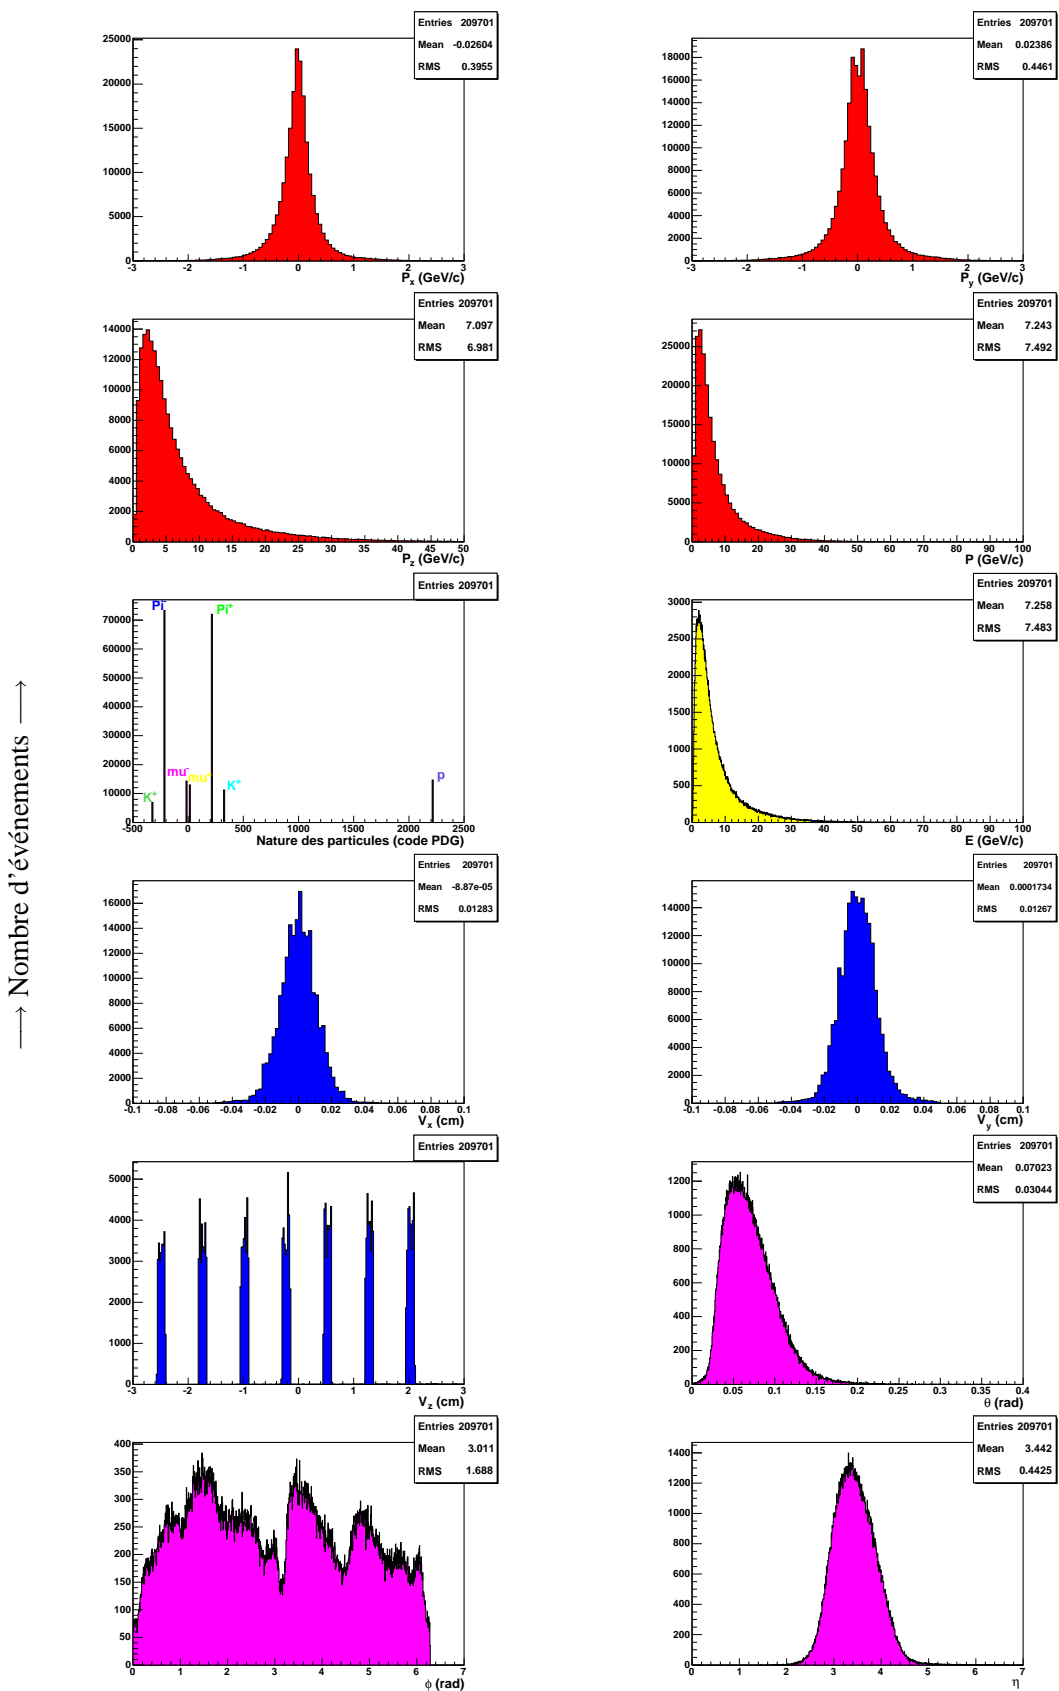 → Nombre d'événements →
Entries 209701
Mean -0.02604
RMS 0.3955
25000
20000
15000
10000
5000
0
-3 -2 -1 0 1 2 3
P_x (GeV/c)
Entries 209701
Mean 0.02386
RMS 0.4461
18000
16000
14000
12000
10000
8000
6000
4000
2000
0
-3 -2 -1 0 1 2 3
P_y (GeV/c)
Entries 209701
Mean 7.097
RMS 6.981
14000
12000
10000
8000
6000
4000
2000
0
0 5 10 15 20 25 30 35 40 45 50
P_z (GeV/c)
Entries 209701
Mean 7.243
RMS 7.492
25000
20000
15000
10000
5000
0
0 10 20 30 40 50 60 70 80 90 100
P (GeV/c)
Entries 209701
70000
60000
50000
40000
30000
20000
10000
0
Pi
Pi+
mu-
mu+
K+
K+
p
-500 0 500 1000 1500 2000 2500
Nature des particules (code PDG)
Entries 209701
Mean 7.258
RMS 7.483
3000
2500
2000
1500
1000
500
0
0 10 20 30 40 50 60 70 80 90 100
E (GeV/c)
Entries 209701
Mean -8.87e-05
RMS 0.01283
16000
14000
12000
10000
8000
6000
4000
2000
0
-0.1 -0.08 -0.06 -0.04 -0.02 0 0.02 0.04 0.06 0.08 0.1
V_x (cm)
Entries 209701
Mean 0.0001734
RMS 0.01267
14000
12000
10000
8000
6000
4000
2000
0
-0.1 -0.08 -0.06 -0.04 -0.02 0 0.02 0.04 0.06 0.08 0.1
V_y (cm)
Entries 209701
5000
4000
3000
2000
1000
0
-3 -2 -1 0 1 2 3
V_z (cm)
Entries 209701
Mean 0.07023
RMS 0.03044
1200
1000
800
600
400
200
0
0 0.05 0.1 0.15 0.2 0.25 0.3 0.35 0.4
θ (rad)
Entries 209701
Mean 3.011
RMS 1.688
400
350
300
250
200
150
100
50
0
0 1 2 3 4 5 6 7
ϕ (rad)
Entries 209701
Mean 3.442
RMS 0.4425
1400
1200
1000
800
600
400
200
0
0 1 2 3 4 5 6 7
η